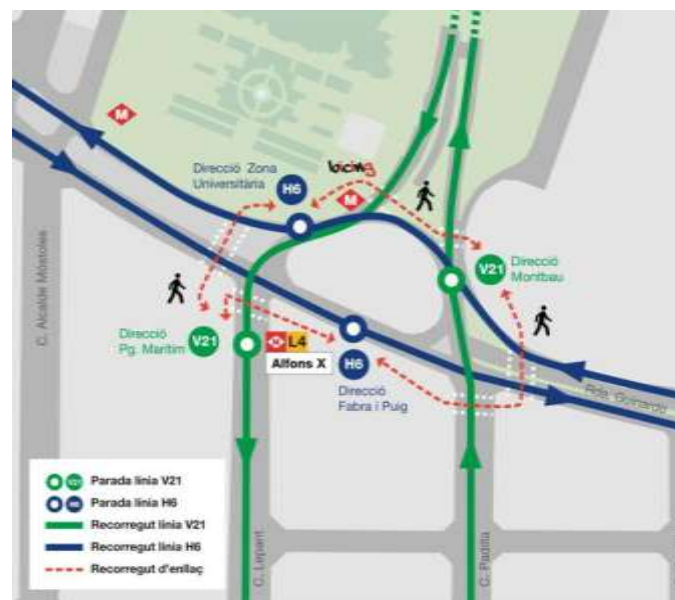 M
Direcció Zona
Universitària
H6
bicing
M
V21
Direcció
Montbau
C. Alcalde Móstoles
Direcció
Pg. Marítim
V21
M L4
Alfons X
H6
Direcció
Fabra i Puig
Rda. Guinardó
V21
Parada línia V21
H6
Parada línia H6
Recorregut línia V21
Recorregut línia H6
Recorregut d'enllaç
C. Lepant
C. Padilla